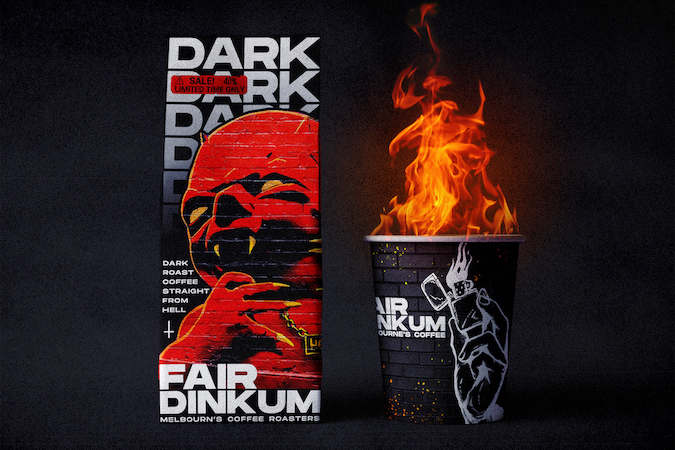 DARK
DARK
SALE! -40%
LIMITED TIME ONLY
DARK
D
D
DARK
ROAST
COFFEE
STRAIGHT
FROM
HELL
FAIR
DINKUM
MELBOURN'S COFFEE ROASTERS
AIR
NKUM
OURNE'S COFFEE